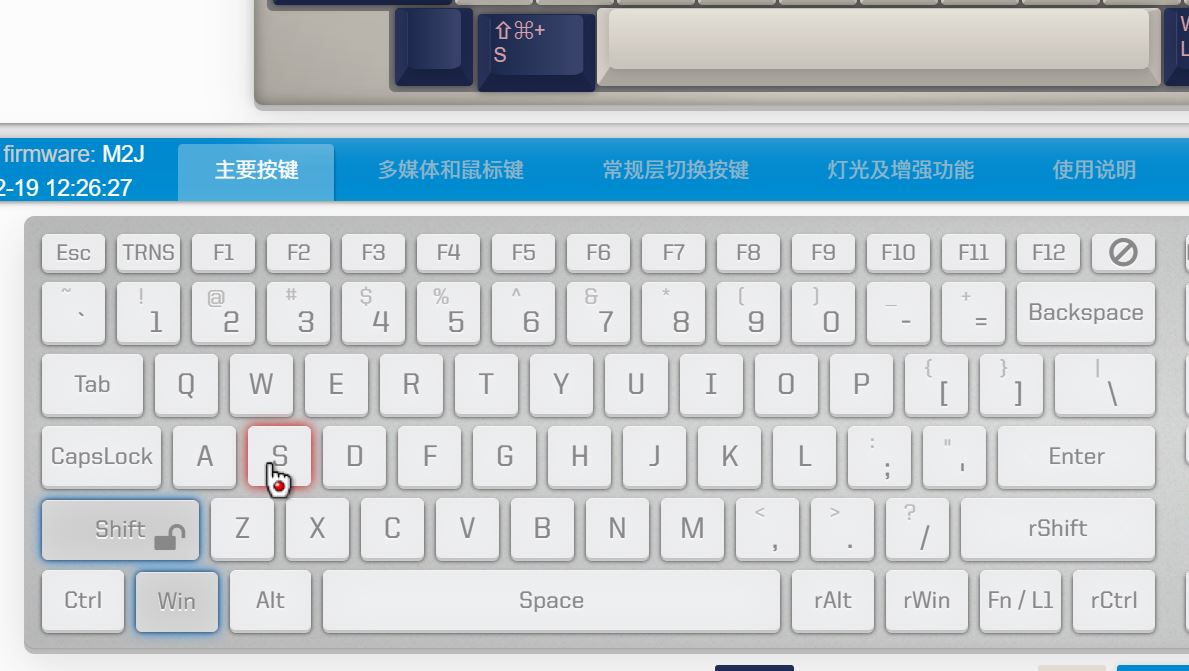 ⇧⌘+
S
W
L
firmware: M2J
2-19 12:26:27
主要按键 多媒体和鼠标键 常规层切换按键 灯光及增强功能 使用说明
Esc TRNS F1 F2 F3 F4 F5 F6 F7 F8 F9 F10 F11 F12
~ ! @ # $ % ^ & * ( ) _ +
` 1 2 3 4 5 6 7 8 9 0 - = Backspace
{ } |
Tab Q W E R T Y U I O P [ ] \
: "
CapsLock A S D F G H J K L ; ' Enter
< > ?
Shift Z X C V B N M , . / rShift
Ctrl Win Alt Space rAlt rWin Fn / L1 rCtrl